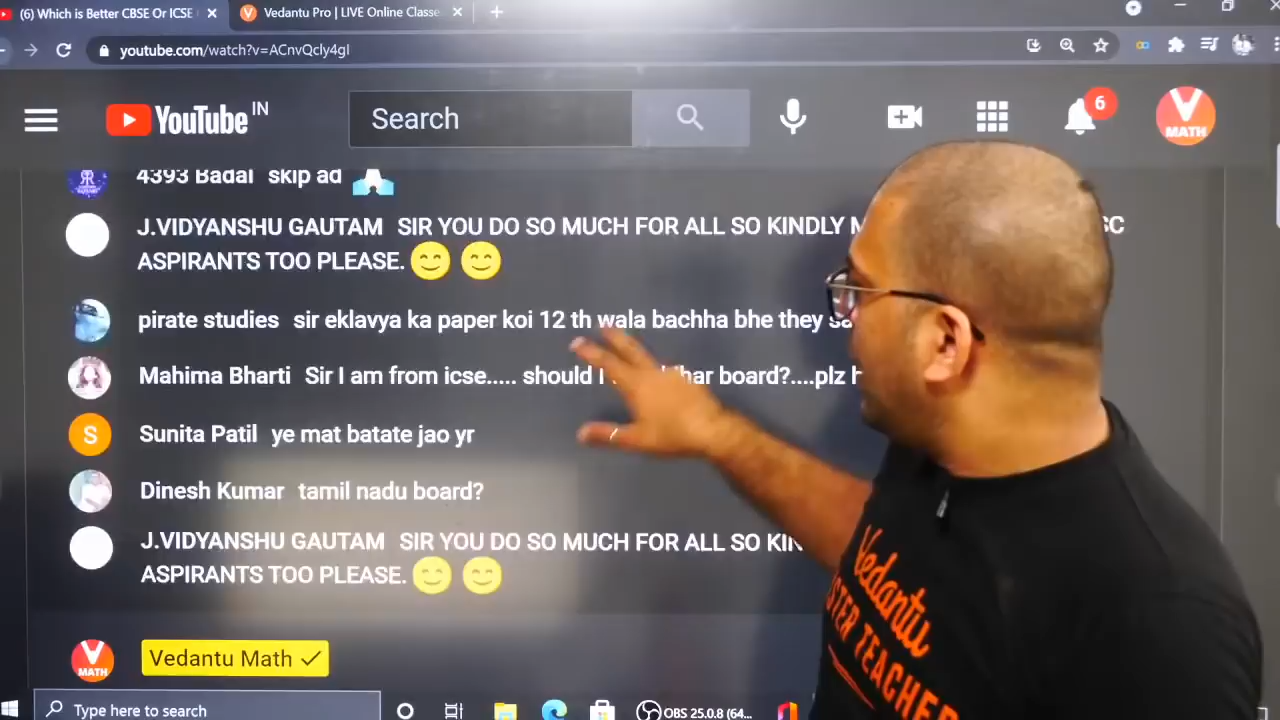 (6) Which is Better CBSE Or ICSE
Vedantu Pro | LIVE Online Classe
youtube.com/watch?v=ACnvQcly4gI
YouTube IN
Search
6
V
MATH
4393 Badal skip ad
J.VIDYANSHU GAUTAM SIR YOU DO SO MUCH FOR ALL SO KINDLY
ASPIRANTS TOO PLEASE.
pirate studies sir eklavya ka paper koi 12 th wala bachha bhe they
Mahima Bharti Sir I am from icse..... should I board?....plz
S
Sunita Patil ye mat batate jao yr
Dinesh Kumar tamil nadu board?
J.VIDYANSHU GAUTAM SIR YOU DO SO MUCH FOR ALL SO
ASPIRANTS TOO PLEASE.
V
MATH
Vedantu Math
Type here to search
OBS 25.0.8 (64...
Vedantu
TEACHER